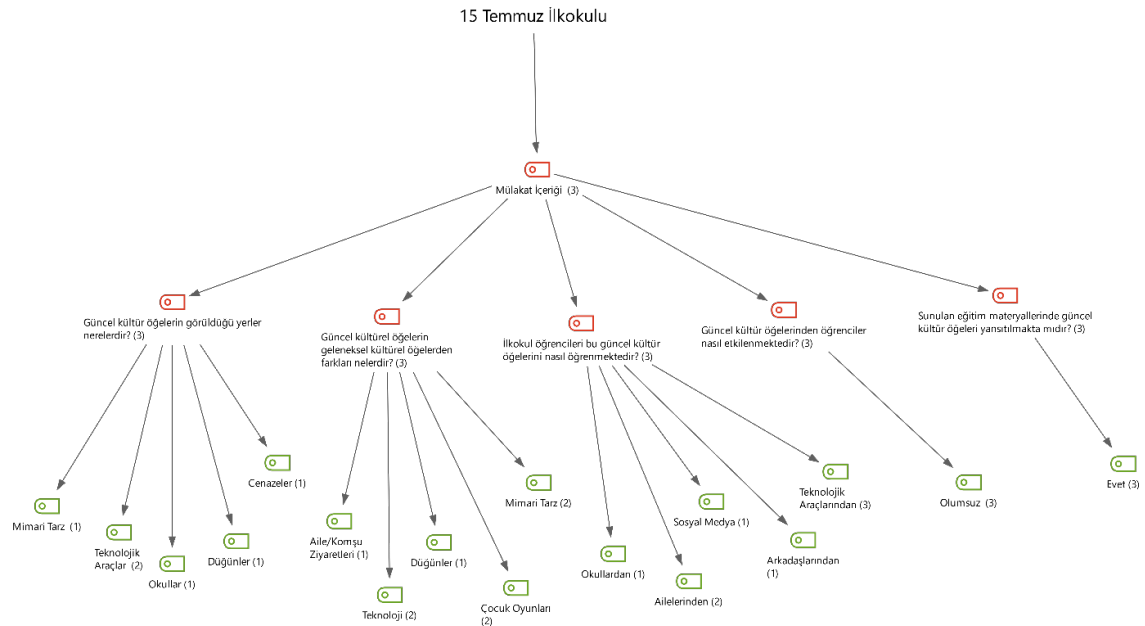 15 Temmuz İlkokulu
Mülakat İçeriği (3)
Güncel kültür öğelerin görüldüğü yerler
nerelerdir? (3)
Güncel kültürel öğelerin
geleneksel kültürel öğelerden
farkları nelerdir? (3)
İlkokul öğrencileri bu güncel kültür
öğelerini nasıl öğrenmektedir? (3)
Güncel kültür öğelerinden öğrenciler
nasıl etkilenmektedir? (3)
Sunulan eğitim materyallerinde güncel
kültür öğeleri yansıtılmakta mıdır? (3)
Mimari Tarz (1)
Teknolojik
Araçlar (2)
Okullar (1)
Düğünler (1)
Cenazeler (1)
Aile/Komşu
Ziyaretleri (1)
Teknoloji (2)
Düğünler (1)
Çocuk Oyunları
(2)
Mimari Tarz (2)
Okullardan (1)
Ailelerinden (2)
Sosyal Medya (1)
Arkadaşlarından
(1)
Teknolojik
Araçlarından (3)
Olumsuz (3)
Evet (3)